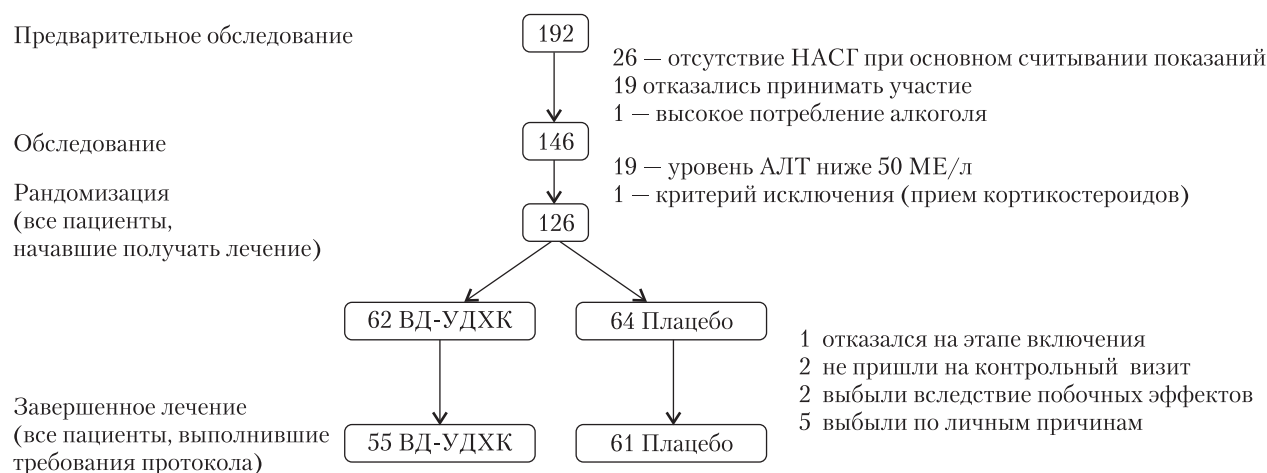 Предварительное обследование
192
26 — отсутствие НАСГ при основном считывании показаний
19 отказались принимать участие
1 — высокое потребление алкоголя
Обследование
146
19 — уровень АЛТ ниже 50 МЕ/л
1 — критерий исключения (прием кортикостероидов)
Рандомизация
(все пациенты,
начавшие получать лечение)
126
62 ВД-УДХК
64 Плацебо
1 отказался на этапе включения
2 не пришли на контрольный визит
2 выбыли вследствие побочных эффектов
5 выбыли по личным причинам
Завершенное лечение
(все пациенты, выполнившие
требования протокола)
55 ВД-УДХК
61 Плацебо